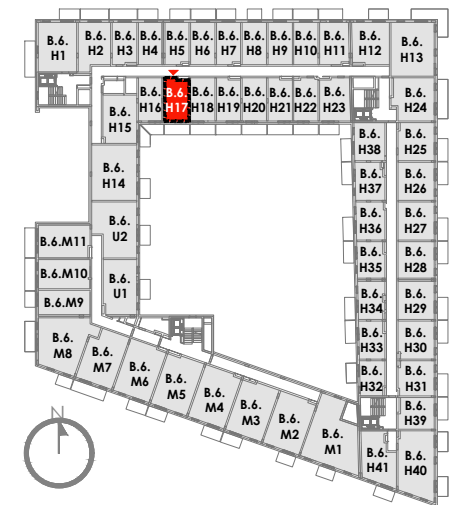 B.6.
H1
B.6.
H2
B.6.
H3
B.6.
H4
B.6.
H5
B.6.
H6
B.6.
H7
B.6.
H8
B.6.
H9
B.6.
H10
B.6.
H11
B.6.
H12
B.6.
H13
B.6.
H16
B.6.
H17
B.6.
H18
B.6.
H19
B.6.
H20
B.6.
H21
B.6.
H22
B.6.
H23
B.6.
H24
B.6.
H15
B.6.
H38
B.6.
H25
B.6.
H14
B.6.
H37
B.6.
H26
B.6.
U2
B.6.
H36
B.6.
H27
B.6.M11
B.6.
H35
B.6.
H28
B.6.M10
B.6.
U1
B.6.
H34
B.6.
H29
B.6.M9
B.6.
H33
B.6.
H30
B.6.
M8
B.6.
M7
B.6.
M6
B.6.
M5
B.6.
M4
B.6.
M3
B.6.
M2
B.6.
M1
B.6.
H32
B.6.
H31
B.6.
H39
B.6.
H41
B.6.
H40
N